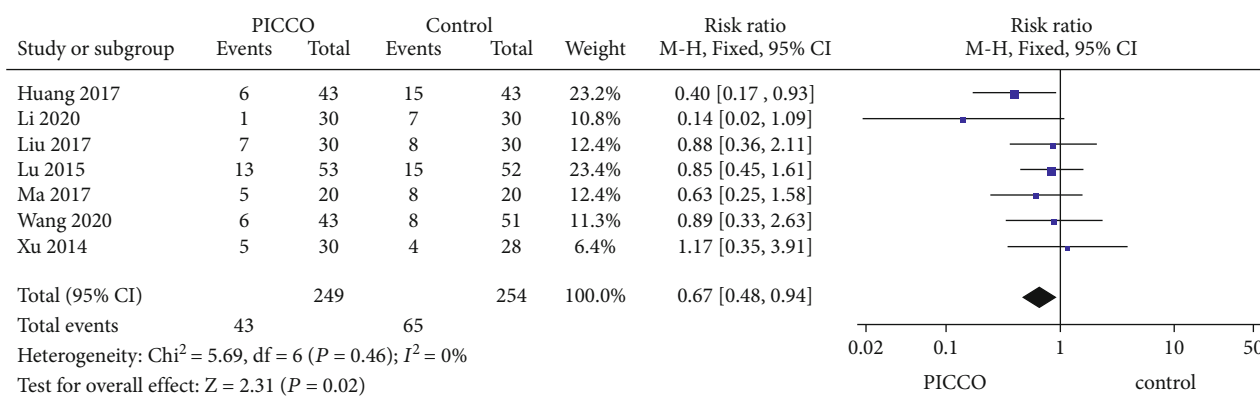 PICCO Control Risk ratio Risk ratio
Study or subgroup Events Total Events Total Weight M-H, Fixed, 95% CI M-H, Fixed, 95% CI
Huang 2017 6 43 15 43 23.2% 0.40 [0.17 , 0.93]
Li 2020 1 30 7 30 10.8% 0.14 [0.02, 1.09]
Liu 2017 7 30 8 30 12.4% 0.88 [0.36, 2.11]
Lu 2015 13 53 15 52 23.4% 0.85 [0.45, 1.61]
Ma 2017 5 20 8 20 12.4% 0.63 [0.25, 1.58]
Wang 2020 6 43 8 51 11.3% 0.89 [0.33, 2.63]
Xu 2014 5 30 4 28 6.4% 1.17 [0.35, 3.91]
Total (95% CI) 249 254 100.0% 0.67 [0.48, 0.94]
Total events 43 65
Heterogeneity: Chi² = 5.69, df = 6 (P = 0.46); I² = 0%
Test for overall effect: Z = 2.31 (P = 0.02)
0.02 0.1 1 10 50
PICCO control